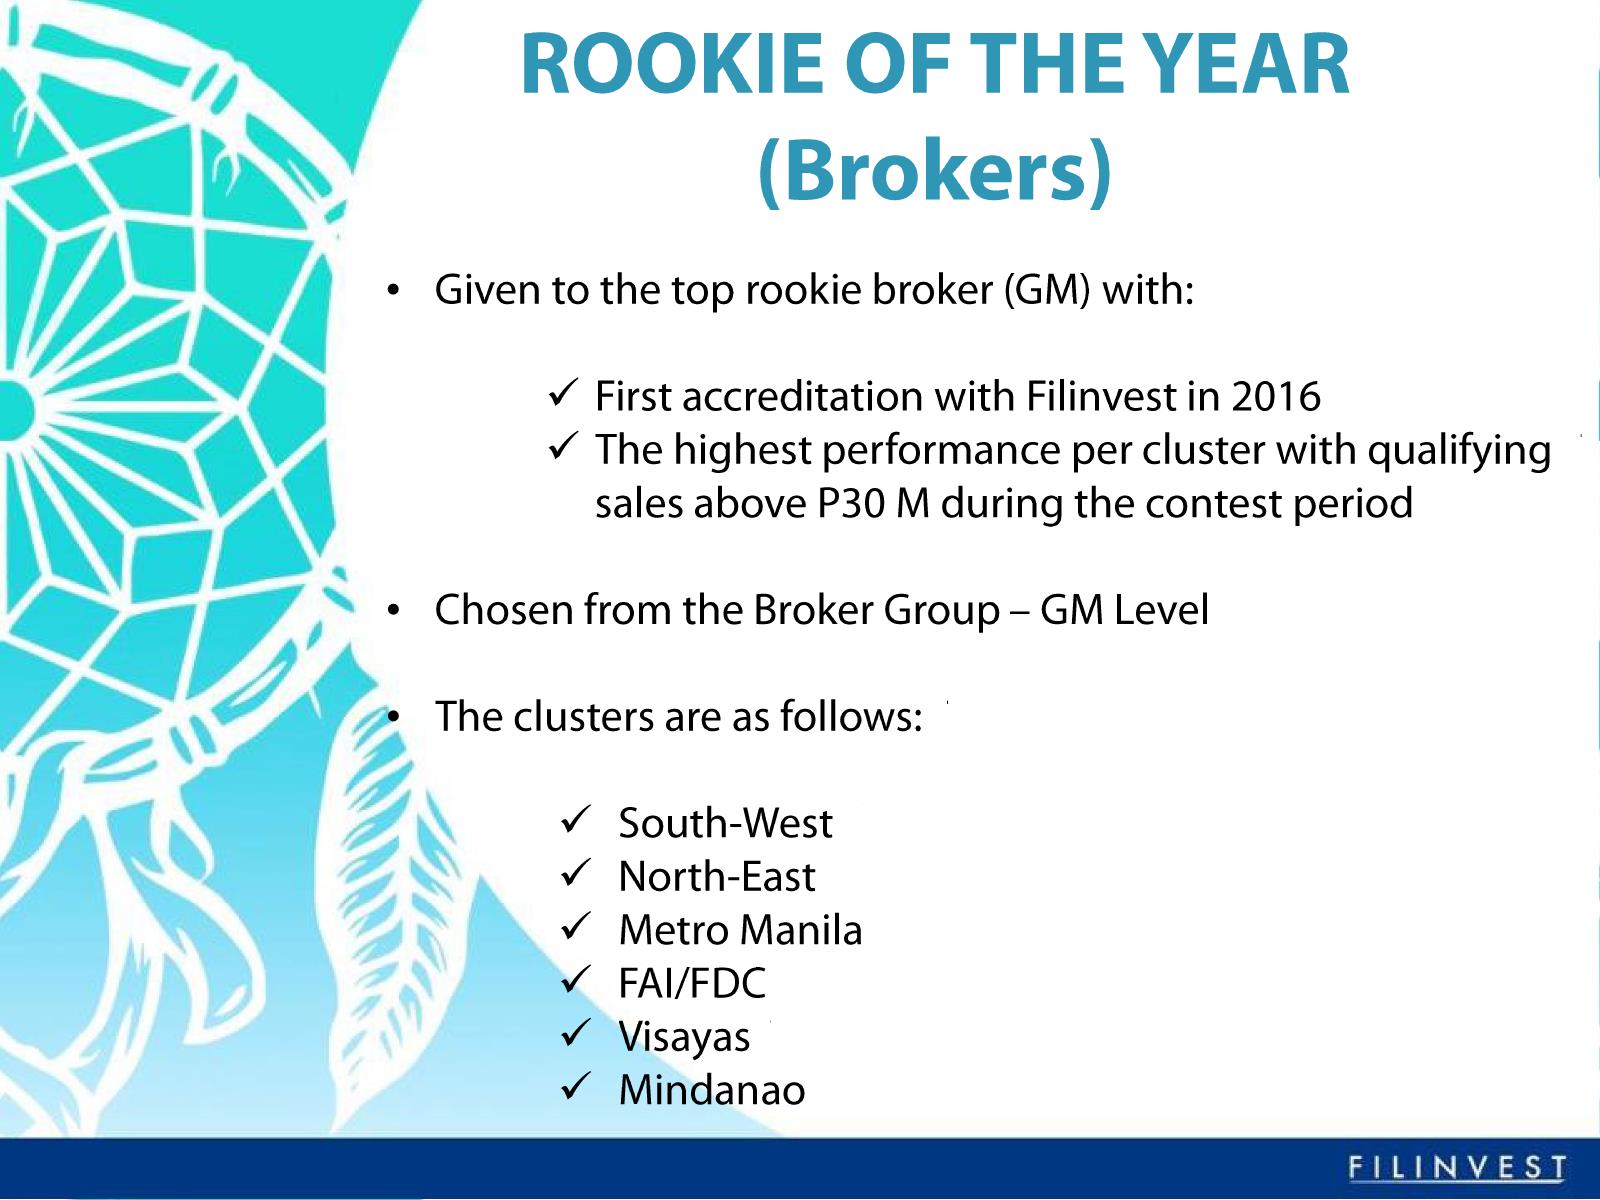 ROOKIE OF THE YEAR
(Brokers)
• Given to the top rookie broker (GM) with:
✓ First accreditation with Filinvest in 2016
✓ The highest performance per cluster with qualifying
sales above P30 M during the contest period
• Chosen from the Broker Group – GM Level
• The clusters are as follows:
✓ South-West
✓ North-East
✓ Metro Manila
✓ FAI/FDC
✓ Visayas
✓ Mindanao
FILINVEST